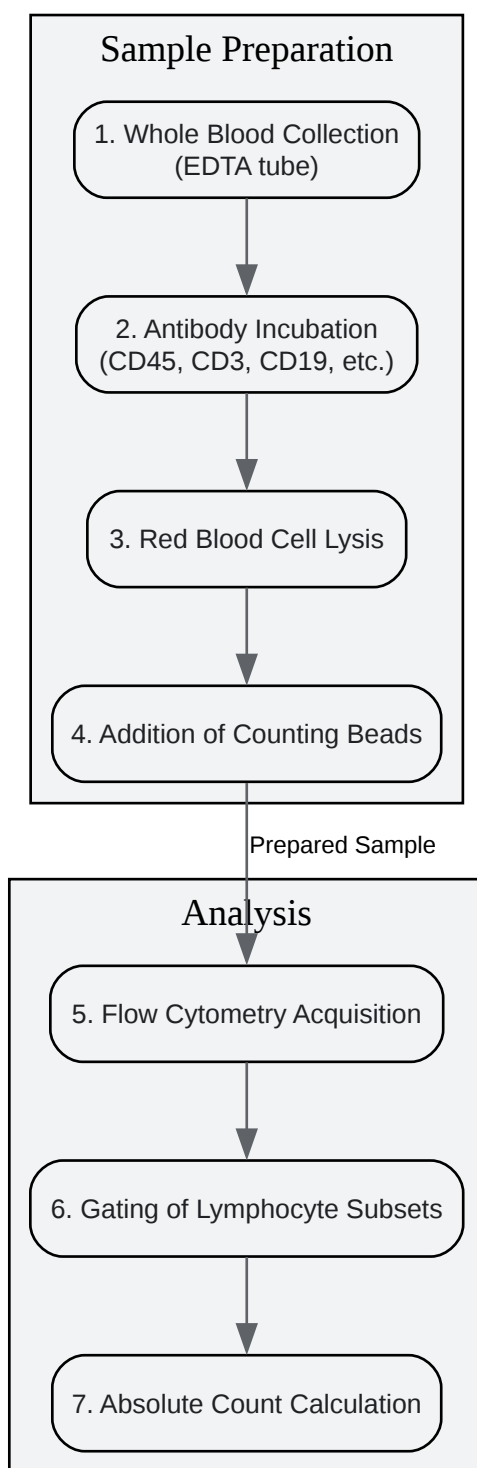 Sample Preparation
1. Whole Blood Collection
(EDTA tube)
2. Antibody Incubation
(CD45, CD3, CD19, etc.)
3. Red Blood Cell Lysis
4. Addition of Counting Beads
Prepared Sample
Analysis
5. Flow Cytometry Acquisition
6. Gating of Lymphocyte Subsets
7. Absolute Count Calculation